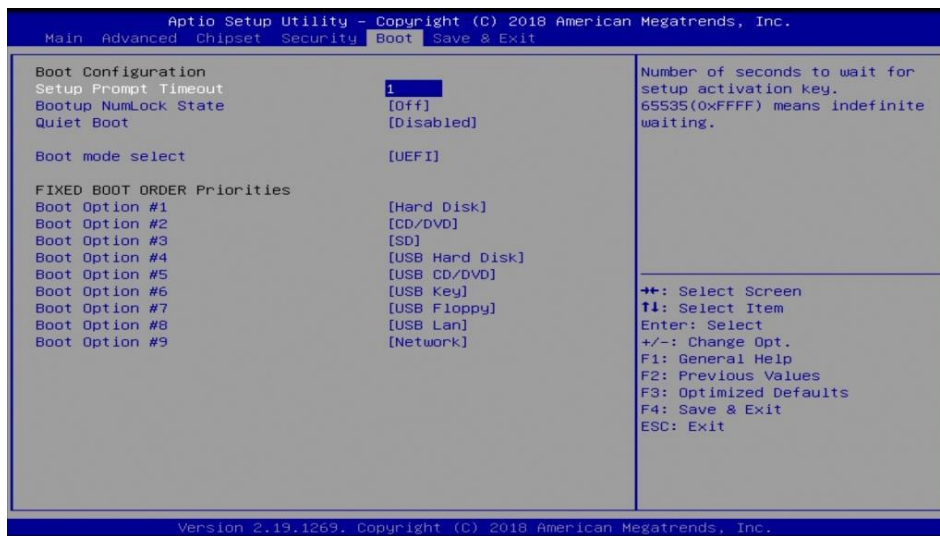 Aptio Setup Utility – Copyright (C) 2018 American Megatrends, Inc.
Main Advanced Chipset Security Boot Save & Exit
Boot Configuration
Setup Prompt Timeout 1
Bootup NumLock State [Off]
Quiet Boot [Disabled]
Boot mode select [UEFI]
FIXED BOOT ORDER Priorities
Boot Option #1 [Hard Disk]
Boot Option #2 [CD/DVD]
Boot Option #3 [SD]
Boot Option #4 [USB Hard Disk]
Boot Option #5 [USB CD/DVD]
Boot Option #6 [USB Key]
Boot Option #7 [USB Floppy]
Boot Option #8 [USB Lan]
Boot Option #9 [Network]
Number of seconds to wait for
setup activation key.
65535(0xFFFF) means indefinite
waiting.
→←: Select Screen
↑↓: Select Item
Enter: Select
+/-: Change Opt.
F1: General Help
F2: Previous Values
F3: Optimized Defaults
F4: Save & Exit
ESC: Exit
Version 2.19.1269. Copyright (C) 2018 American Megatrends, Inc.